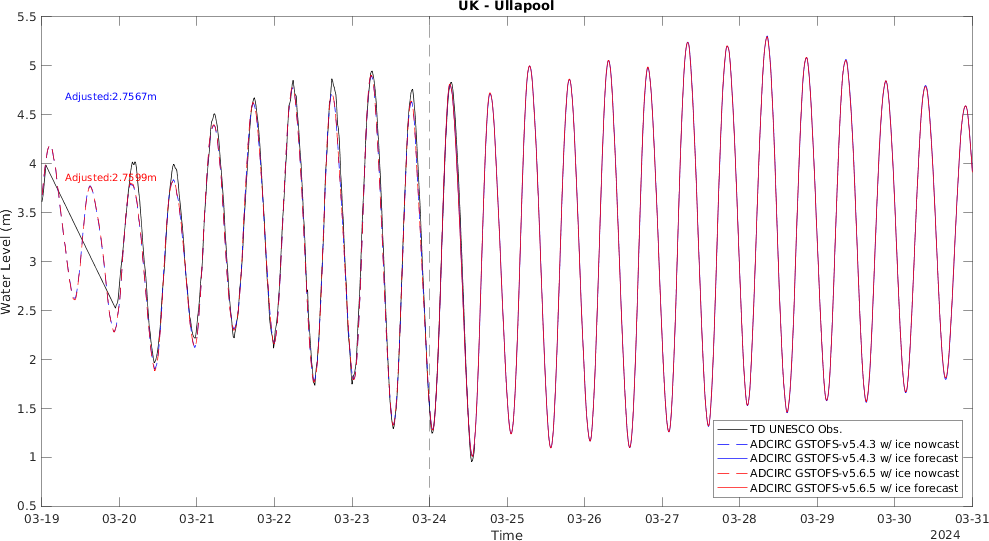 UK - Ullapool
5.5
5
4.5
4
3.5
3
2.5
2
1.5
1
0.5
Water Level (m)
Adjusted:2.7567m
Adjusted:2.7599m
TD UNESCO Obs.
ADCIRC GSTOFS-v5.4.3 w/ ice nowcast
ADCIRC GSTOFS-v5.4.3 w/ ice forecast
ADCIRC GSTOFS-v5.6.5 w/ ice nowcast
ADCIRC GSTOFS-v5.6.5 w/ ice forecast
03-19 03-20 03-21 03-22 03-23 03-24 03-25 03-26 03-27 03-28 03-29 03-30 03-31
Time
2024